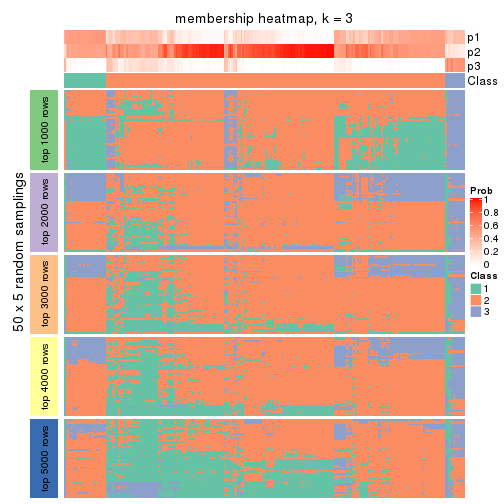 membership heatmap, k = 3
p1
p2
p3
Class
50 x 5 random samplings
top 1000 rows
top 2000 rows
top 3000 rows
top 4000 rows
top 5000 rows
Prob
1
0.8
0.6
0.4
0.2
0
Class
1
2
3